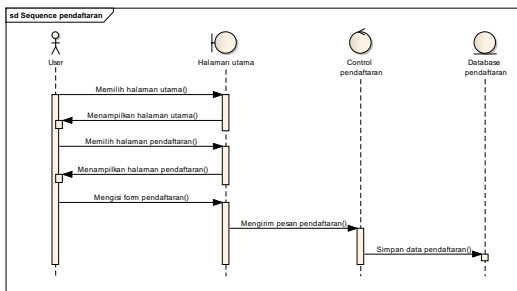 sd Sequence pendaftaran
User
Halaman utama
Control
pendaftaran
Database
pendaftaran
Memilih halaman utama()
Menampilkan halaman utama()
Memilih halaman pendaftaran()
Menampilkan halaman pendaftaran()
Mengisi form pendaftaran()
Mengirim pesan pendaftaran()
Simpan data pendaftaran()